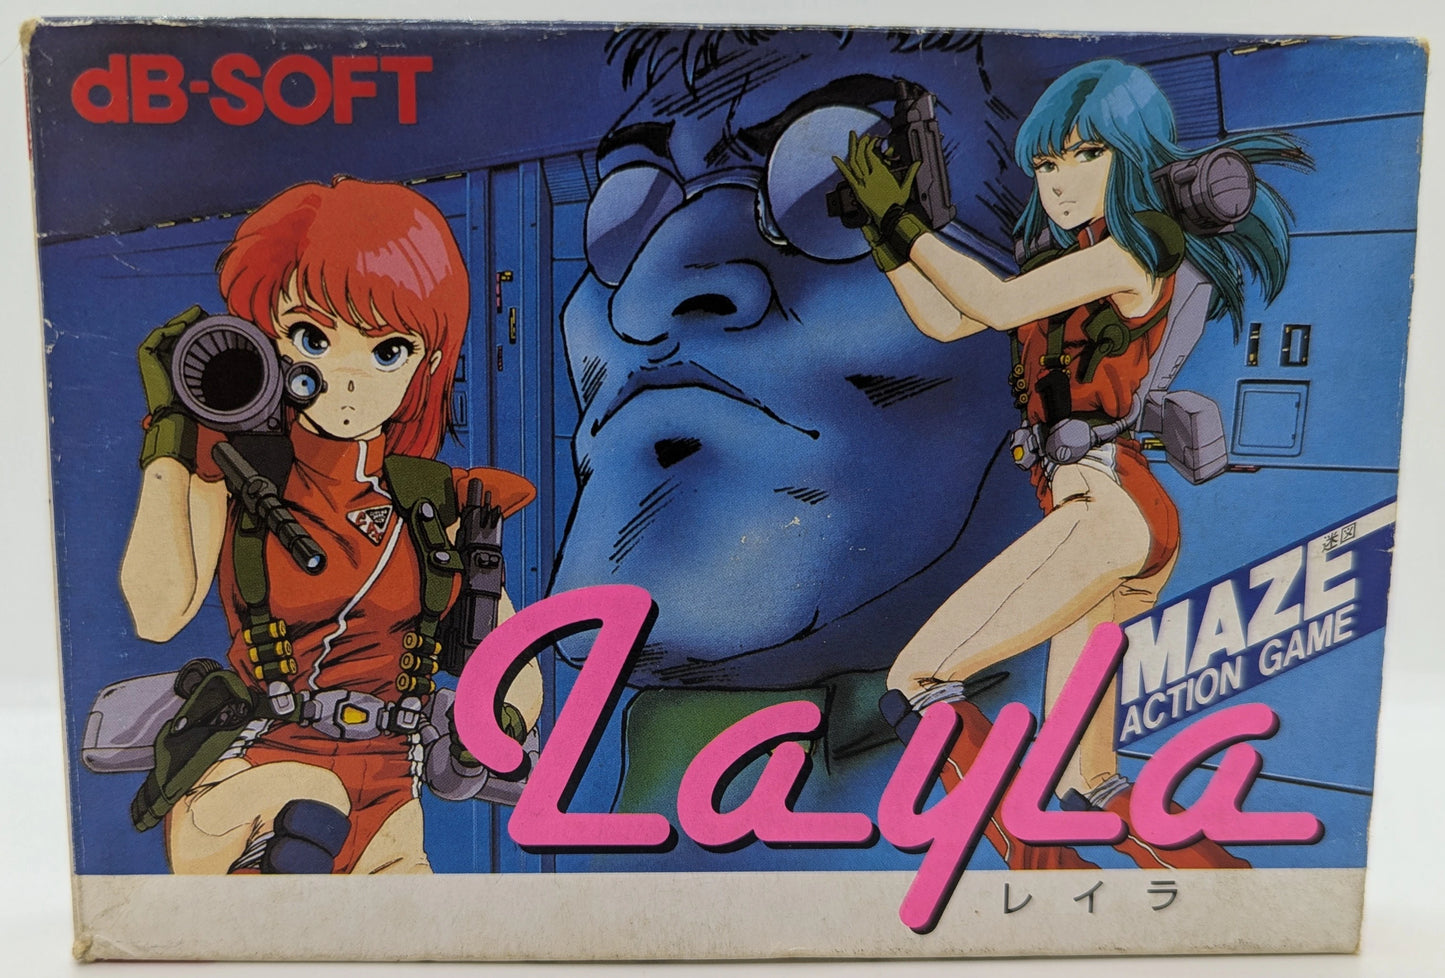 dB-SOFT
迷図
MAZE
ACTION GAME
Layla
レイラ